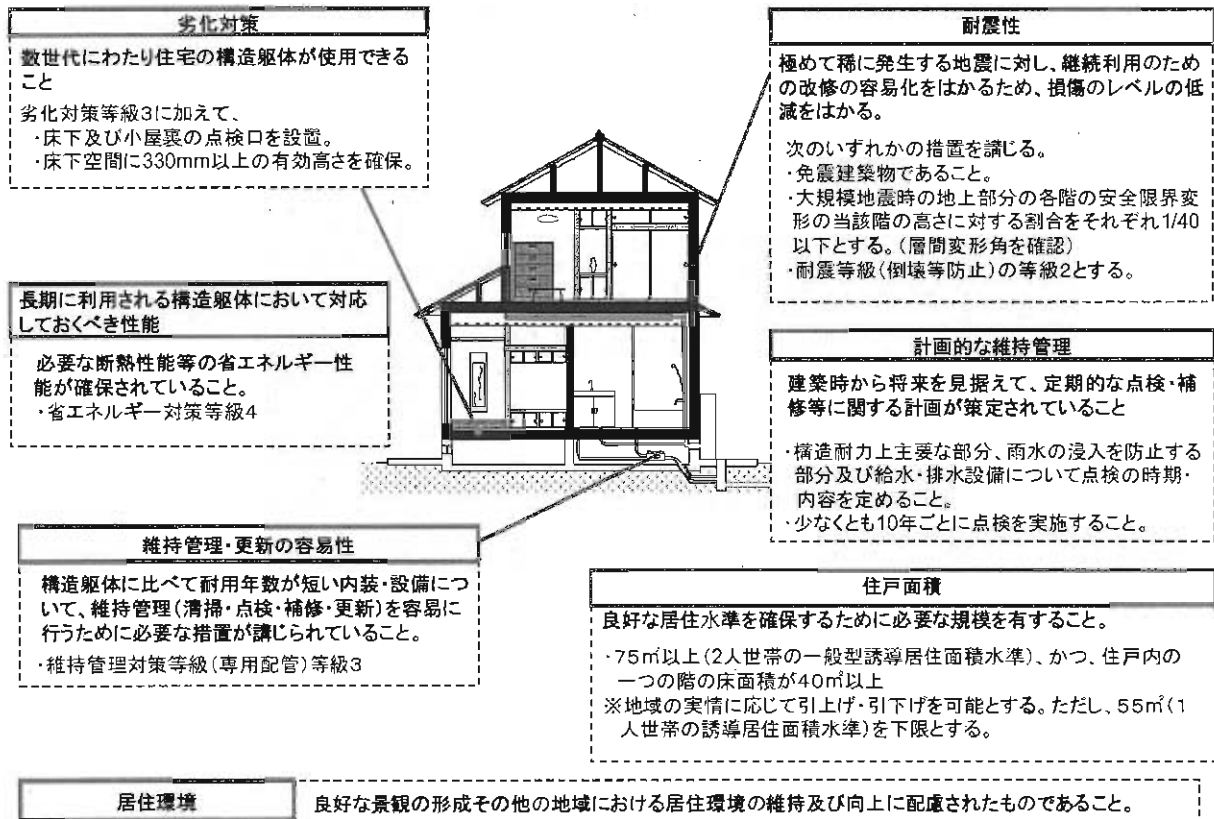 劣化対策
数世代にわたり住宅の構造躯体が使用できる
こと
劣化対策等級3に加えて、
・床下及び小屋裏の点検口を設置。
・床下空間に330mm以上の有効高さを確保。
耐震性
極めて稀に発生する地震に対し、継続利用のため
の改修の容易化をはかるため、損傷のレベルの低
減をはかる。
次のいずれかの措置を講じる。
・免震建築物であること。
・大規模地震時の地上部分の各階の安全限界変
形の当該階の高さに対する割合をそれぞれ1/40
以下とする。(層間変形角を確認)
・耐震等級(倒壊等防止)の等級2とする。
長期に利用される構造躯体において対応
しておくべき性能
必要な断熱性能等の省エネルギー性
能が確保されていること。
・省エネルギー対策等級4
計画的な維持管理
建築時から将来を見据えて、定期的な点検・補
修等に関する計画が策定されていること
・構造耐力上主要な部分、雨水の浸入を防止する
部分及び給水・排水設備について点検の時期・
内容を定めること。
・少なくとも10年ごとに点検を実施すること。
維持管理・更新の容易性
構造躯体に比べて耐用年数が短い内装・設備につ
いて、維持管理(清掃・点検・補修・更新)を容易に
行うために必要な措置が講じられていること。
・維持管理対策等級(専用配管)等級3
住戸面積
良好な居住水準を確保するために必要な規模を有すること。
・75㎡以上(2人世帯の一般型誘導居住面積水準)、かつ、住戸内の
一つの階の床面積が40㎡以上
※地域の実情に応じて引上げ・引下げを可能とする。ただし、55㎡(1
人世帯の誘導居住面積水準)を下限とする。
居住環境
良好な景観の形成その他の地域における居住環境の維持及び向上に配慮されたものであること。